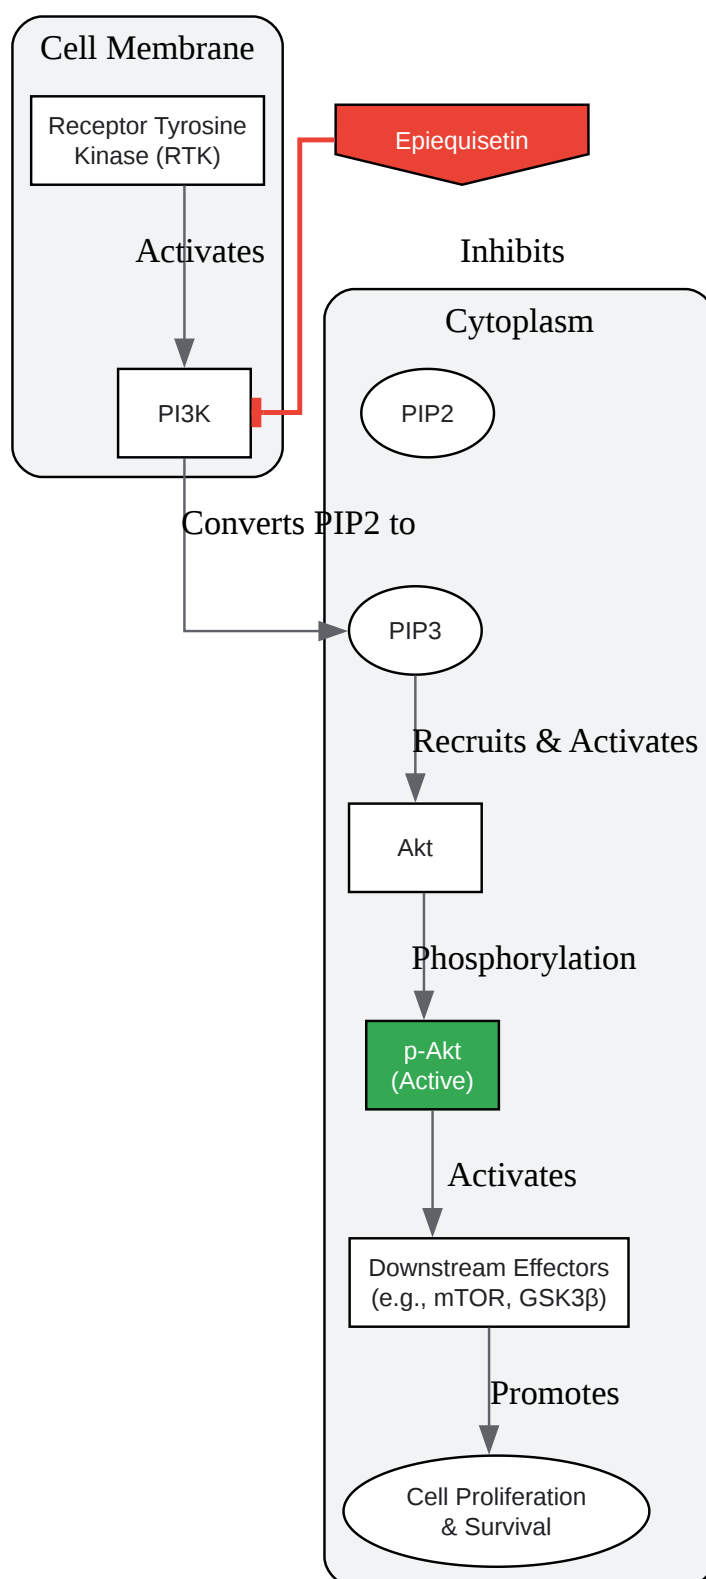 Cell Membrane
Receptor Tyrosine
Kinase (RTK)
Epiequisetin
Activates
Inhibits
Cytoplasm
PI3K
PIP2
Converts PIP2 to
PIP3
Recruits & Activates
Akt
Phosphorylation
p-Akt
(Active)
Activates
Downstream Effectors
(e.g., mTOR, GSK3β)
Promotes
Cell Proliferation
& Survival